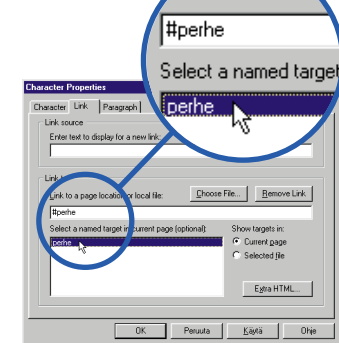 #perhe
Select a named target
perhe
Character Properties
Character Link Paragraph
Link source
Enter text to display for a new link:
Link to
Link to a page location or local file:
Choose File...
Remove Link
#perhe
Select a named target in current page (optional):
Show targets in:
perhe
Current page
Selected file
Extra HTML...
OK Peruuta Käytä Ohje